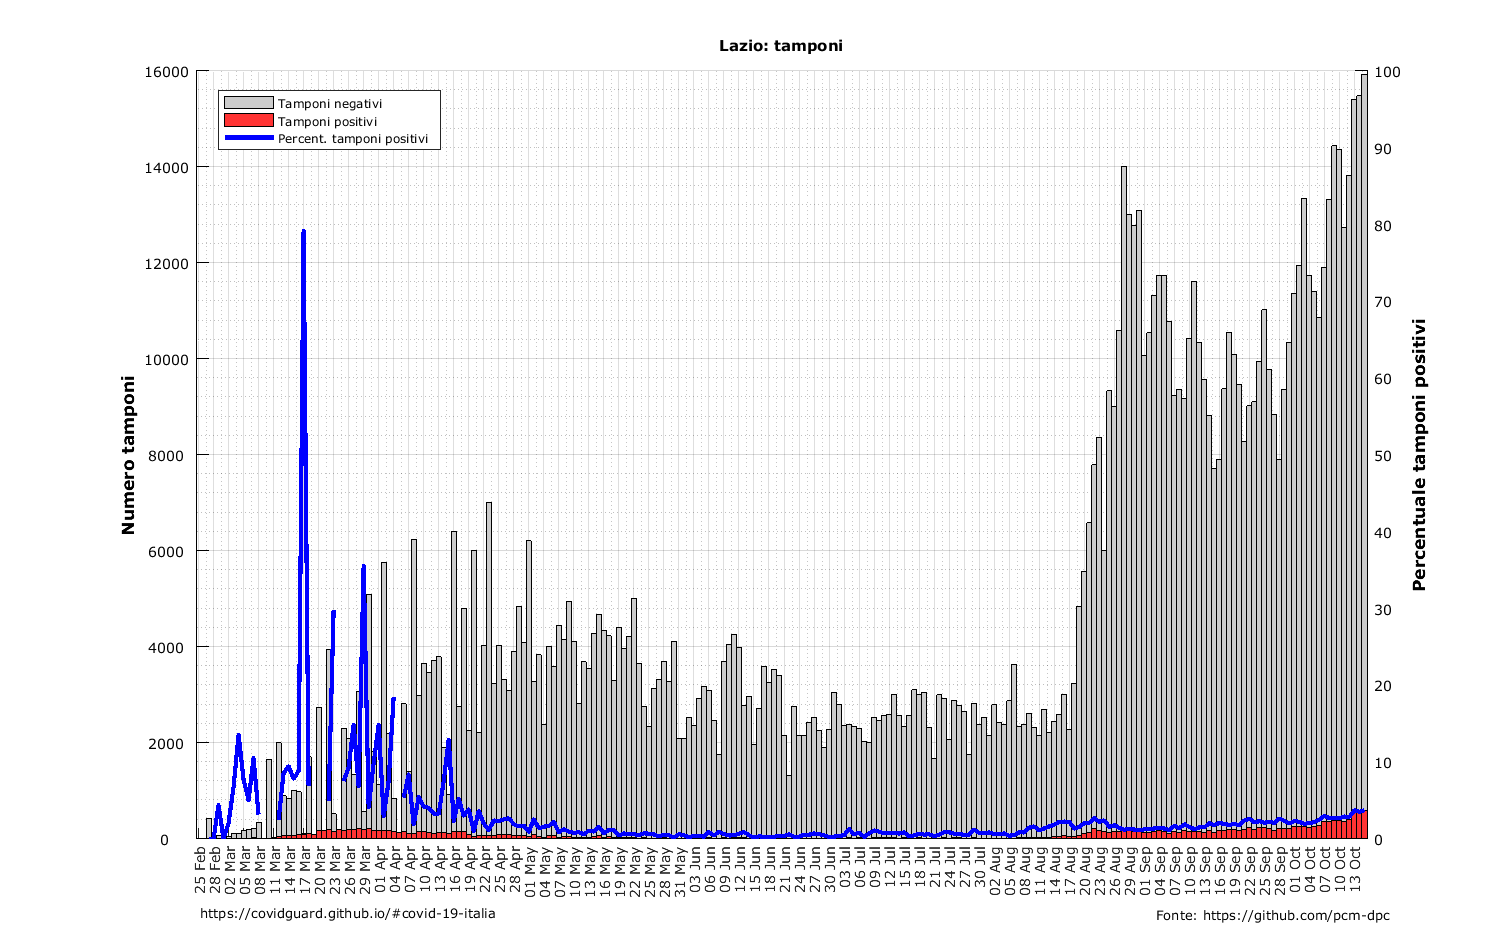 Lazio: tamponi
16000
14000
12000
10000
8000
6000
4000
2000
0
Numero tamponi
Tamponi negativi
Tamponi positivi
Percent. tamponi positivi
100
90
80
70
60
50
40
30
20
10
0
Percentuale tamponi positivi
25 Feb
28 Feb
02 Mar
05 Mar
08 Mar
11 Mar
14 Mar
17 Mar
20 Mar
23 Mar
26 Mar
29 Mar
01 Apr
04 Apr
07 Apr
10 Apr
13 Apr
16 Apr
19 Apr
22 Apr
25 Apr
28 Apr
01 May
04 May
07 May
10 May
13 May
16 May
19 May
22 May
25 May
28 May
31 May
03 Jun
06 Jun
09 Jun
12 Jun
15 Jun
18 Jun
21 Jun
24 Jun
27 Jun
30 Jun
03 Jul
06 Jul
09 Jul
12 Jul
15 Jul
18 Jul
21 Jul
24 Jul
27 Jul
30 Jul
02 Aug
05 Aug
08 Aug
11 Aug
14 Aug
17 Aug
20 Aug
23 Aug
26 Aug
29 Aug
01 Sep
04 Sep
07 Sep
10 Sep
13 Sep
16 Sep
19 Sep
22 Sep
25 Sep
28 Sep
01 Oct
04 Oct
07 Oct
10 Oct
13 Oct
https://covidguard.github.io/#covid-19-italia
Fonte: https://github.com/pcm-dpc